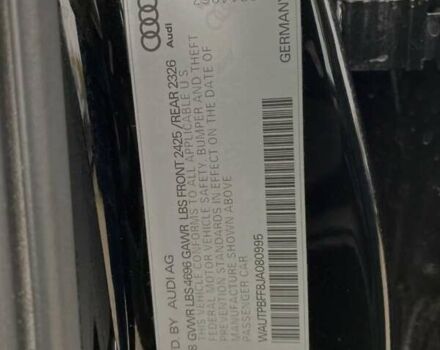 D BY AUDI AG
GVWR LBS 4696 GAWR LBS FRONT 2425/REAR 2326
THIS VEHICLE CONFORMS TO ALL APPLICABLE U S
FEDERAL MOTOR VEHICLE SAFETY, BUMPER AND THEFT
PREVENTION STANDARDS IN EFFECT ON THE DATE OF
MANUFACTURE SHOWN ABOVE
PASSENGER CAR
WAUTPBFF8JA080995
Audi
GERMANY